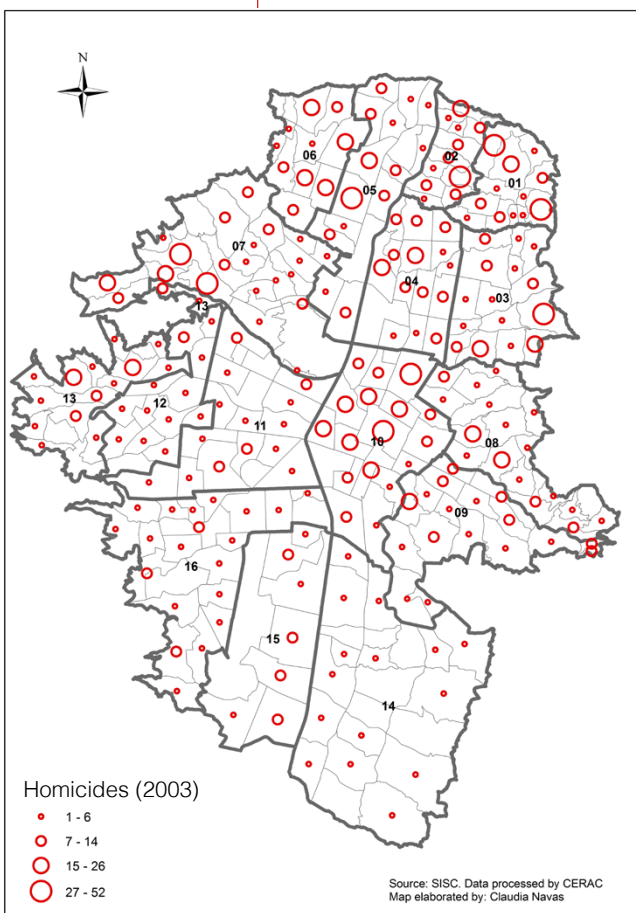 N
06
02
01
05
07
04
03
13
13
12
11
10
08
09
16
15
14
Homicides (2003)
1 - 6
7 - 14
15 - 26
27 - 52
Source: SISC. Data processed by CERAC
Map elaborated by: Claudia Navas